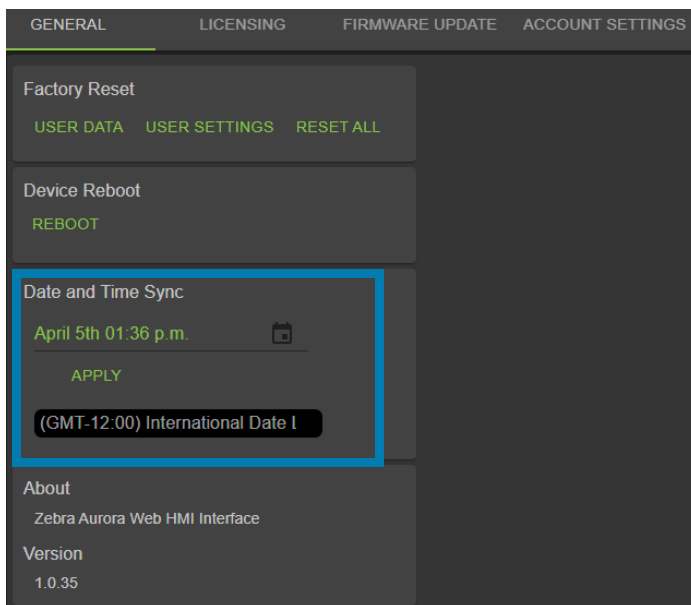 GENERAL LICENSING FIRMWARE UPDATE ACCOUNT SETTINGS
Factory Reset
USER DATA USER SETTINGS RESET ALL
Device Reboot
REBOOT
Date and Time Sync
April 5th 01:36 p.m.
APPLY
(GMT-12:00) International Date L
About
Zebra Aurora Web HMI Interface
Version
1.0.35